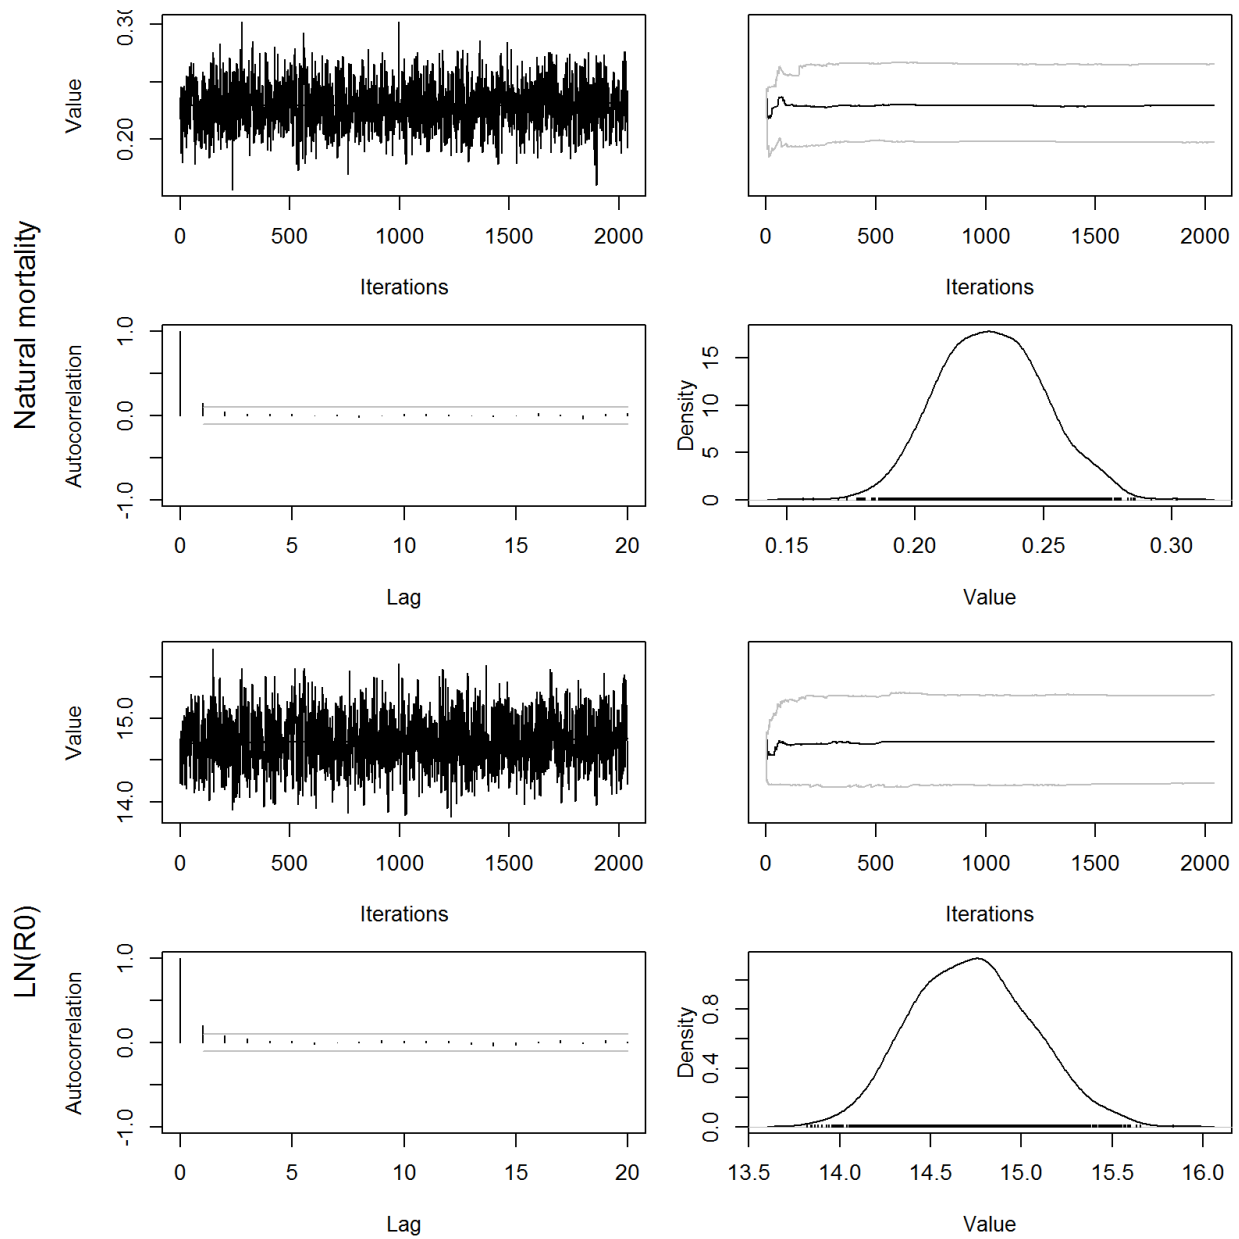 Natural mortality
Value
0.20 0.30
0 500 1000 1500 2000
Iterations
0 500 1000 1500 2000
Iterations
Autocorrelation
-1.0 0.0 1.0
0 5 10 15 20
Lag
Density
0 5 10 15
0.15 0.20 0.25 0.30
Value
LN(R0)
Value
14.0 15.0
0 500 1000 1500 2000
Iterations
0 500 1000 1500 2000
Iterations
Autocorrelation
-1.0 0.0 1.0
0 5 10 15 20
Lag
Density
0.0 0.4 0.8
13.5 14.0 14.5 15.0 15.5 16.0
Value